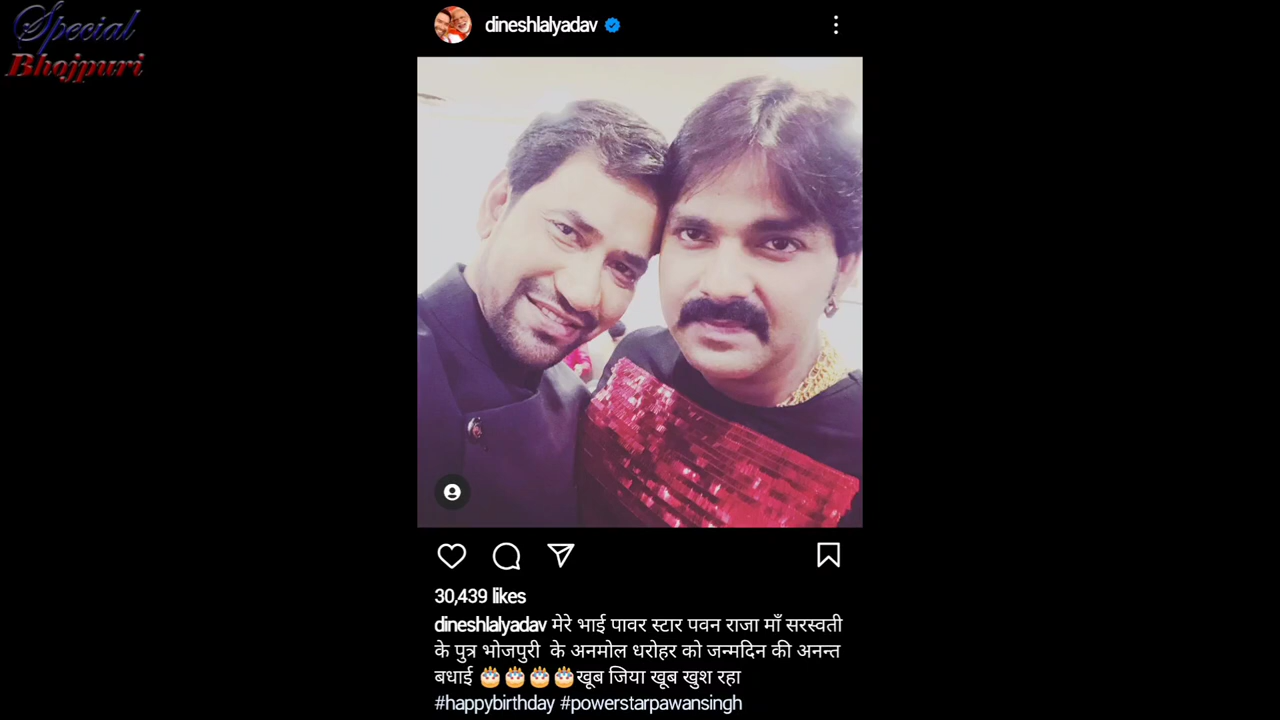 Special
Bhojpuri
dineshlalyadav
30,439 likes
dineshlalyadav मेरे भाई पावर स्टार पवन राजा माँ सरस्वती
के पुत्र भोजपुरी के अनमोल धरोहर को जन्मदिन की अनन्त
बधाई 🎂🎂🎂🎂खूब जिया खूब खुश रहा
#happybirthday #powerstarpawansingh